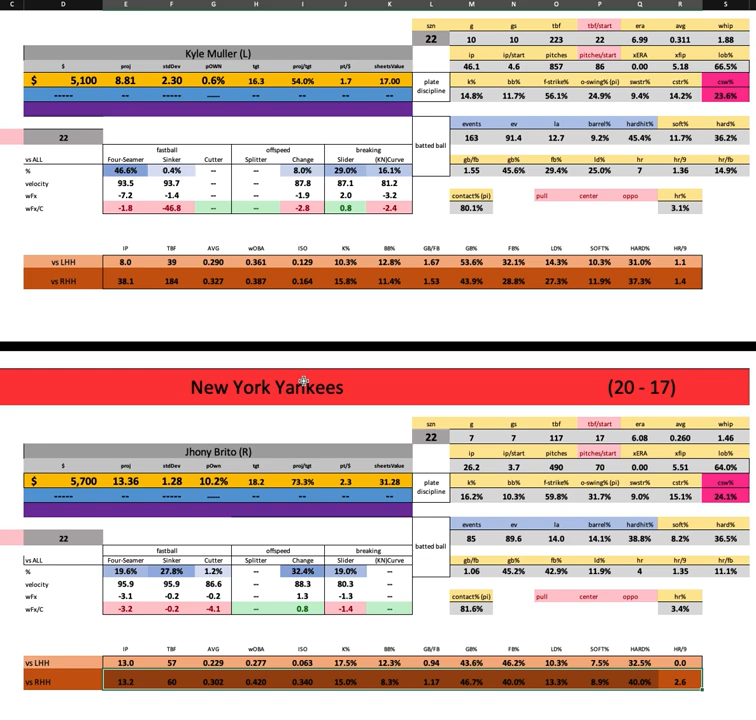 C D E F G H I J K L M N O P Q R S
szn g gs tbf tbf/start era avg whip
22 10 10 223 22 6.99 0.311 1.88
Kyle Muller (L) ip ip/start pitches pitches/start xERA xfip lob%
$ proj stdDev pOWN tgt proj/tgt pt/$ sheetsValue 46.1 4.6 857 86 0.00 5.18 66.5%
$ 5,100 8.81 2.30 0.6% 16.3 54.0% 1.7 17.00 plate discipline k% bb% f-strike% o-swing% (pi) swstr% cstr% csw%
----- -- ----- ---- -- -- -- -- 14.8% 11.7% 56.1% 24.9% 9.4% 14.2% 23.6%
events ev la barrel% hardhit% soft% hard%
22 batted ball 163 91.4 12.7 9.2% 45.4% 11.7% 36.2%
fastball offspeed breaking
vs ALL Four-Seamer Sinker Cutter Splitter Change Slider (KN)Curve gb/fb gb% fb% ld% hr hr/9 hr/fb
% 46.6% 0.4% -- -- 8.0% 29.0% 16.1% 1.55 45.6% 29.4% 25.0% 7 1.36 14.9%
velocity 93.5 93.7 -- -- 87.8 87.1 81.2
wFx -7.2 -1.4 -- -- -1.9 2.0 -3.2 contact% (pi) pull center oppo hr%
wFx/C -1.8 -46.8 -- -- -2.8 0.8 -2.4 80.1% 3.1%
IP TBF AVG wOBA ISO K% BB% GB/FB GB% FB% LD% SOFT% HARD% HR/9
vs LHH 8.0 39 0.290 0.361 0.129 10.3% 12.8% 1.67 53.6% 32.1% 14.3% 10.3% 31.0% 1.1
vs RHH 38.1 184 0.327 0.387 0.164 15.8% 11.4% 1.53 43.9% 28.8% 27.3% 11.9% 37.3% 1.4
New York Yankees (20 - 17)
szn g gs tbf tbf/start era avg whip
22 7 7 117 17 6.08 0.260 1.46
Jhony Brito (R) ip ip/start pitches pitches/start xERA xfip lob%
$ proj stdDev pOwn tgt proj/tgt pt/$ sheetsValue 26.2 3.7 490 70 0.00 5.51 64.0%
$ 5,700 13.36 1.28 10.2% 18.2 73.3% 2.3 31.28 plate discipline k% bb% f-strike% o-swing% (pi) swstr% cstr% csw%
----- -- ----- ---- -- -- -- -- 16.2% 10.3% 59.8% 31.7% 9.0% 15.1% 24.1%
events ev la barrel% hardhit% soft% hard%
22 batted ball 85 89.6 14.0 14.1% 38.8% 8.2% 36.5%
fastball offspeed breaking
vs ALL Four-Seamer Sinker Cutter Splitter Change Slider (KN)Curve gb/fb gb% fb% ld% hr hr/9 hr/fb
% 19.6% 27.8% 1.2% -- 32.4% 19.0% -- 1.06 45.2% 42.9% 11.9% 4 1.35 11.1%
velocity 95.9 95.9 86.6 -- 88.3 80.3 --
wFx -3.1 -0.2 -0.2 -- 1.3 -1.3 -- contact% (pi) pull center oppo hr%
wFx/C -3.2 -0.2 -4.1 -- 0.8 -1.4 -- 81.6% 3.4%
IP TBF AVG wOBA ISO K% BB% GB/FB GB% FB% LD% SOFT% HARD% HR/9
vs LHH 13.0 57 0.229 0.277 0.063 17.5% 12.3% 0.94 43.6% 46.2% 10.3% 7.5% 32.5% 0.0
vs RHH 13.2 60 0.302 0.420 0.340 15.0% 8.3% 1.17 46.7% 40.0% 13.3% 8.9% 40.0% 2.6